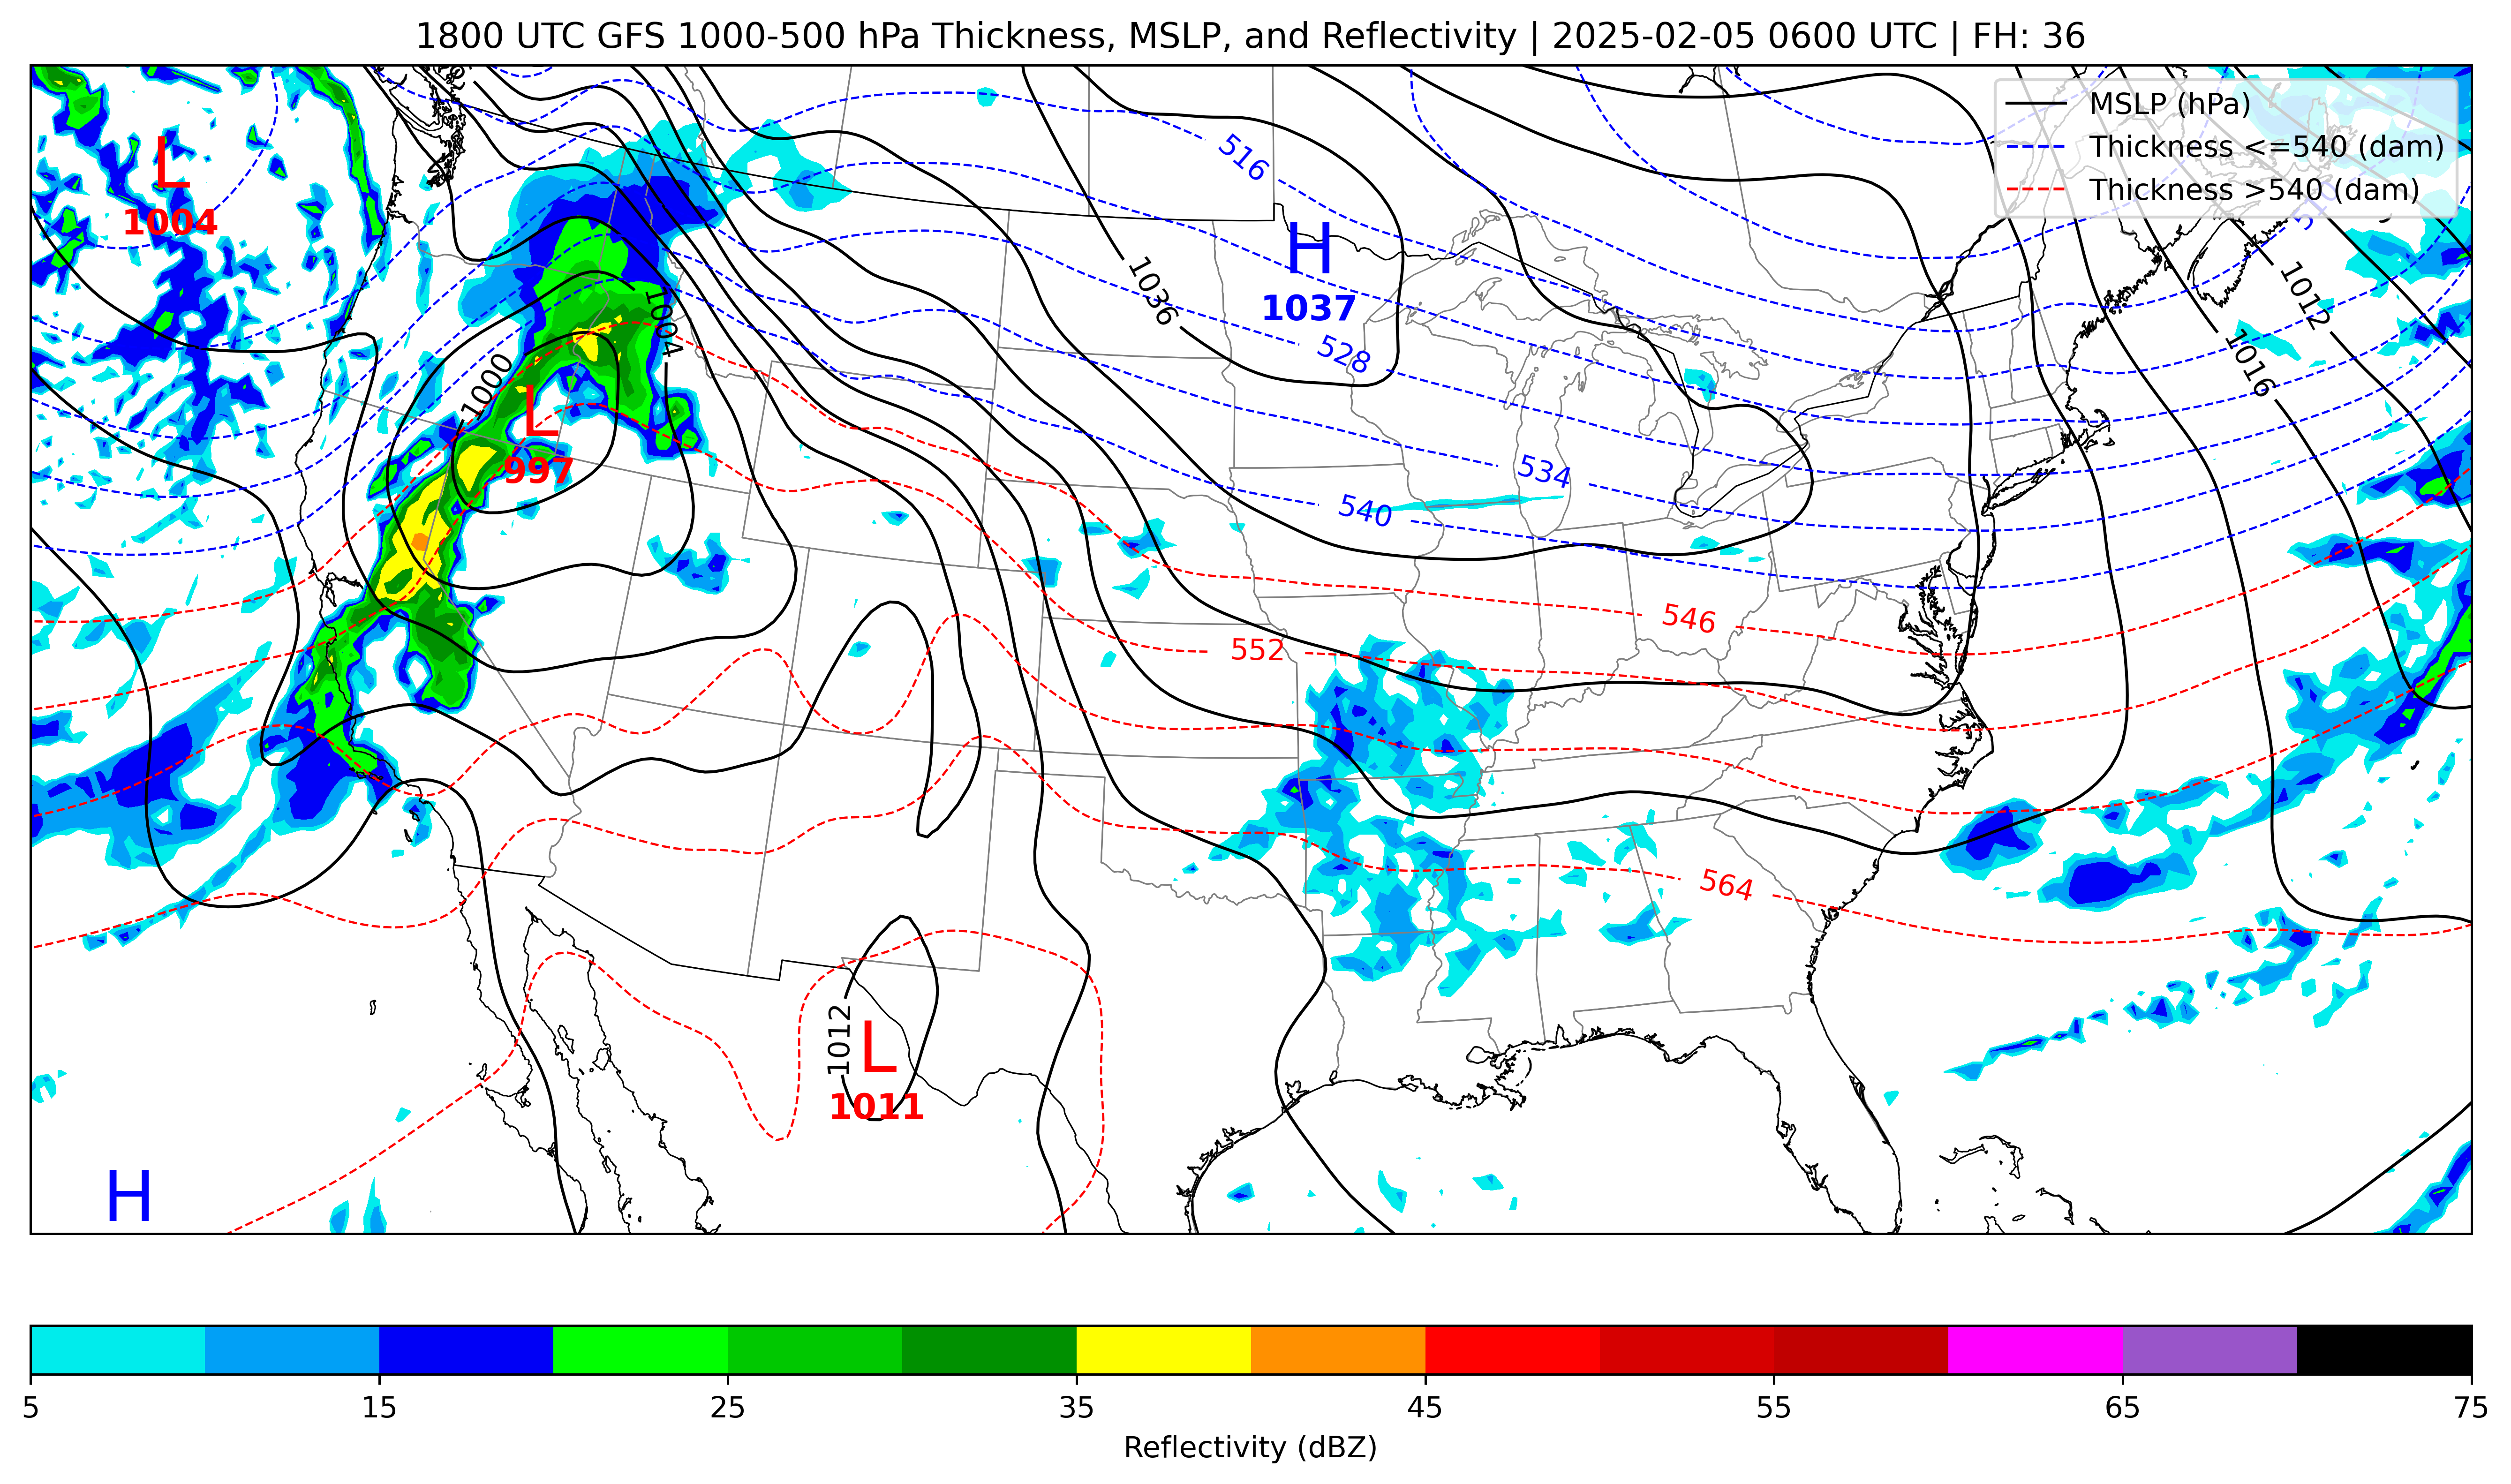 1800 UTC GFS 1000-500 hPa Thickness, MSLP, and Reflectivity | 2025-02-05 0600 UTC | FH: 36
MSLP (hPa)
Thickness <=540 (dam)
Thickness >540 (dam)
L
1004
516
H
1037
1036
1004
1012
1016
528
1000
L
997
534
540
546
552
564
1012
L
1011
H
5 15 25 35 45 55 65 75
Reflectivity (dBZ)